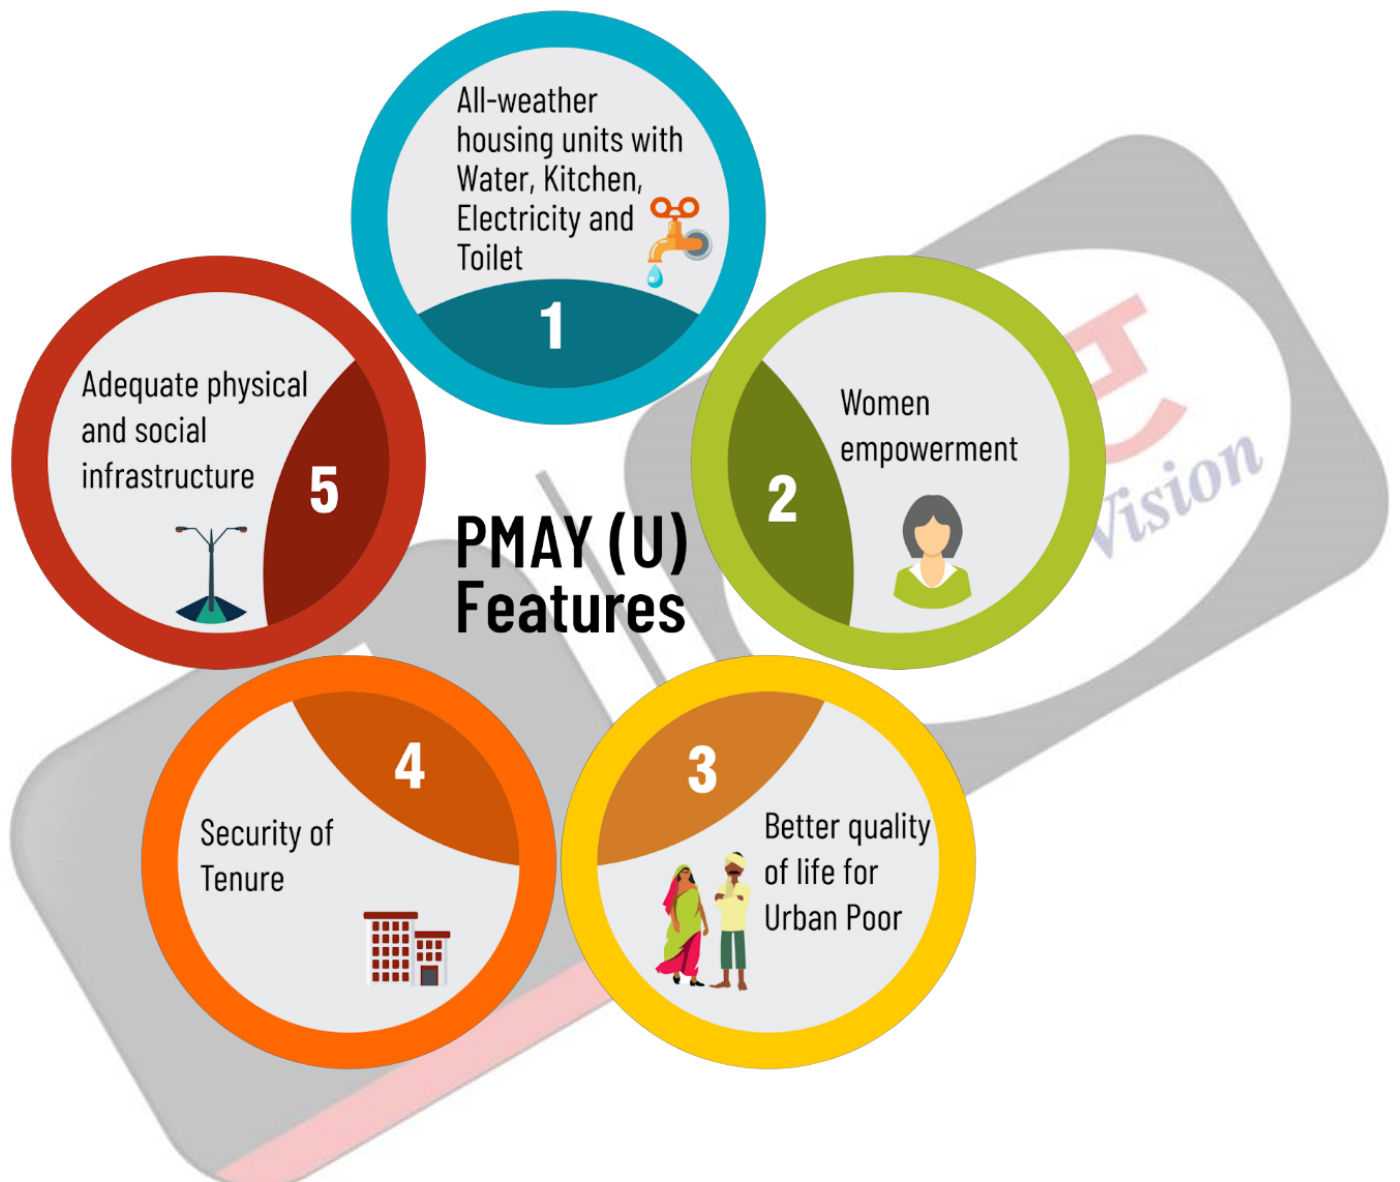 All-weather
housing units with
Water, Kitchen,
Electricity and
Toilet
1
Women
empowerment
2
3
Better quality
of life for
Urban Poor
4
Security of
Tenure
Adequate physical
and social
infrastructure
5
PMAY (U)
Features
Vision